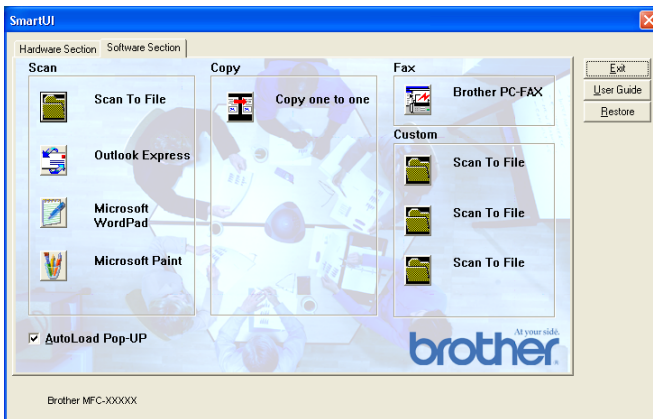 SmartUI
Hardware Section
Software Section
Scan
Scan To File
Outlook Express
Microsoft
WordPad
Microsoft Paint
Copy
Copy one to one
Fax
Brother PC-FAX
Custom
Scan To File
Scan To File
Scan To File
Exit
User Guide
Restore
AutoLoad Pop-UP
At your side.
brother
Brother MFC-XXXXX